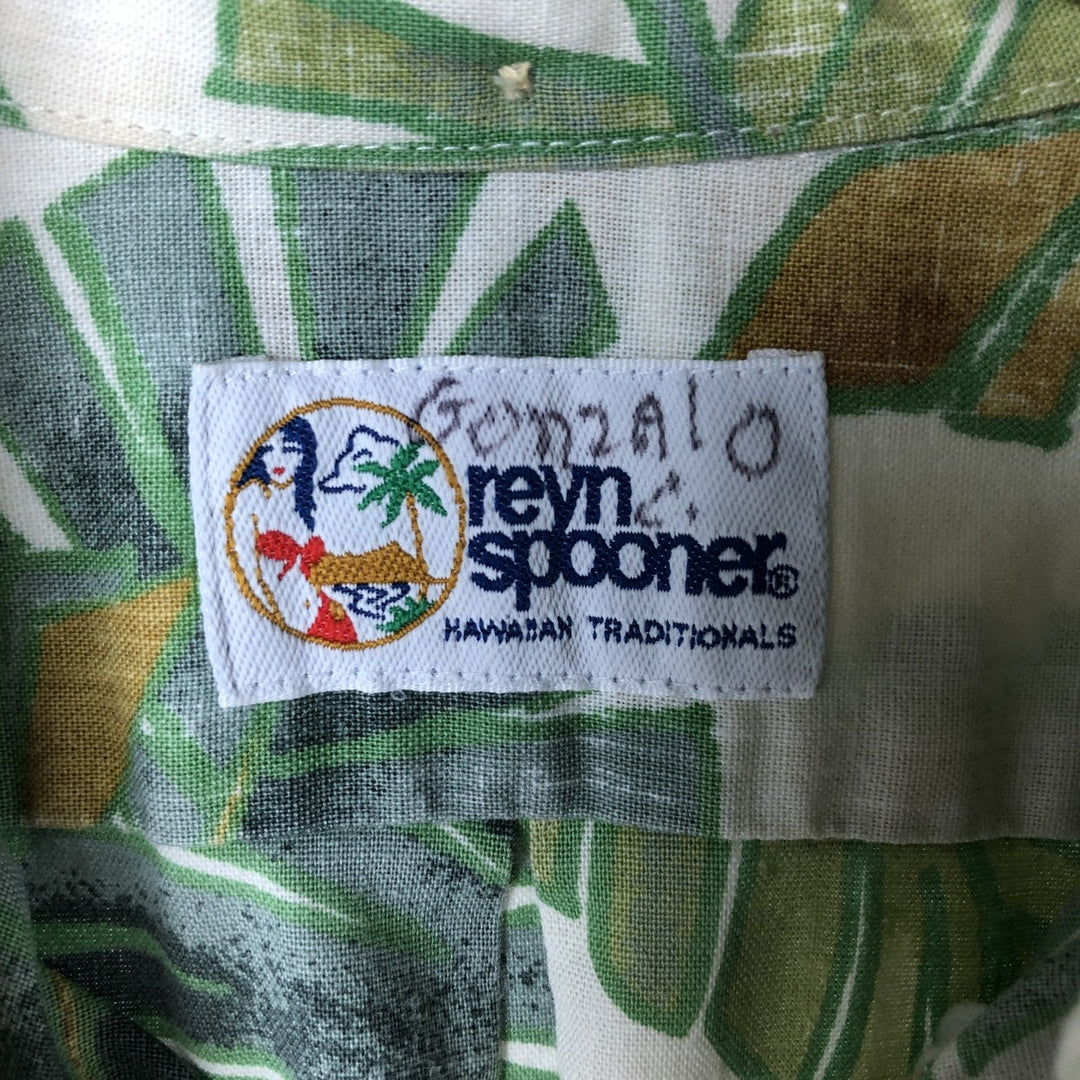 GonzAlo
C.
reyn
spooner®
HAWAIIAN TRADITIONALS